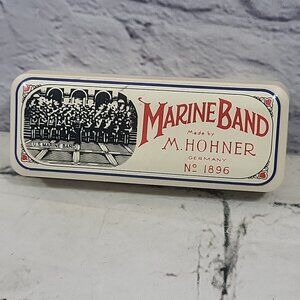 U.S. MARINE BAND
MARINE BAND
Made by
M. HOHNER
GERMANY
Nº 1896